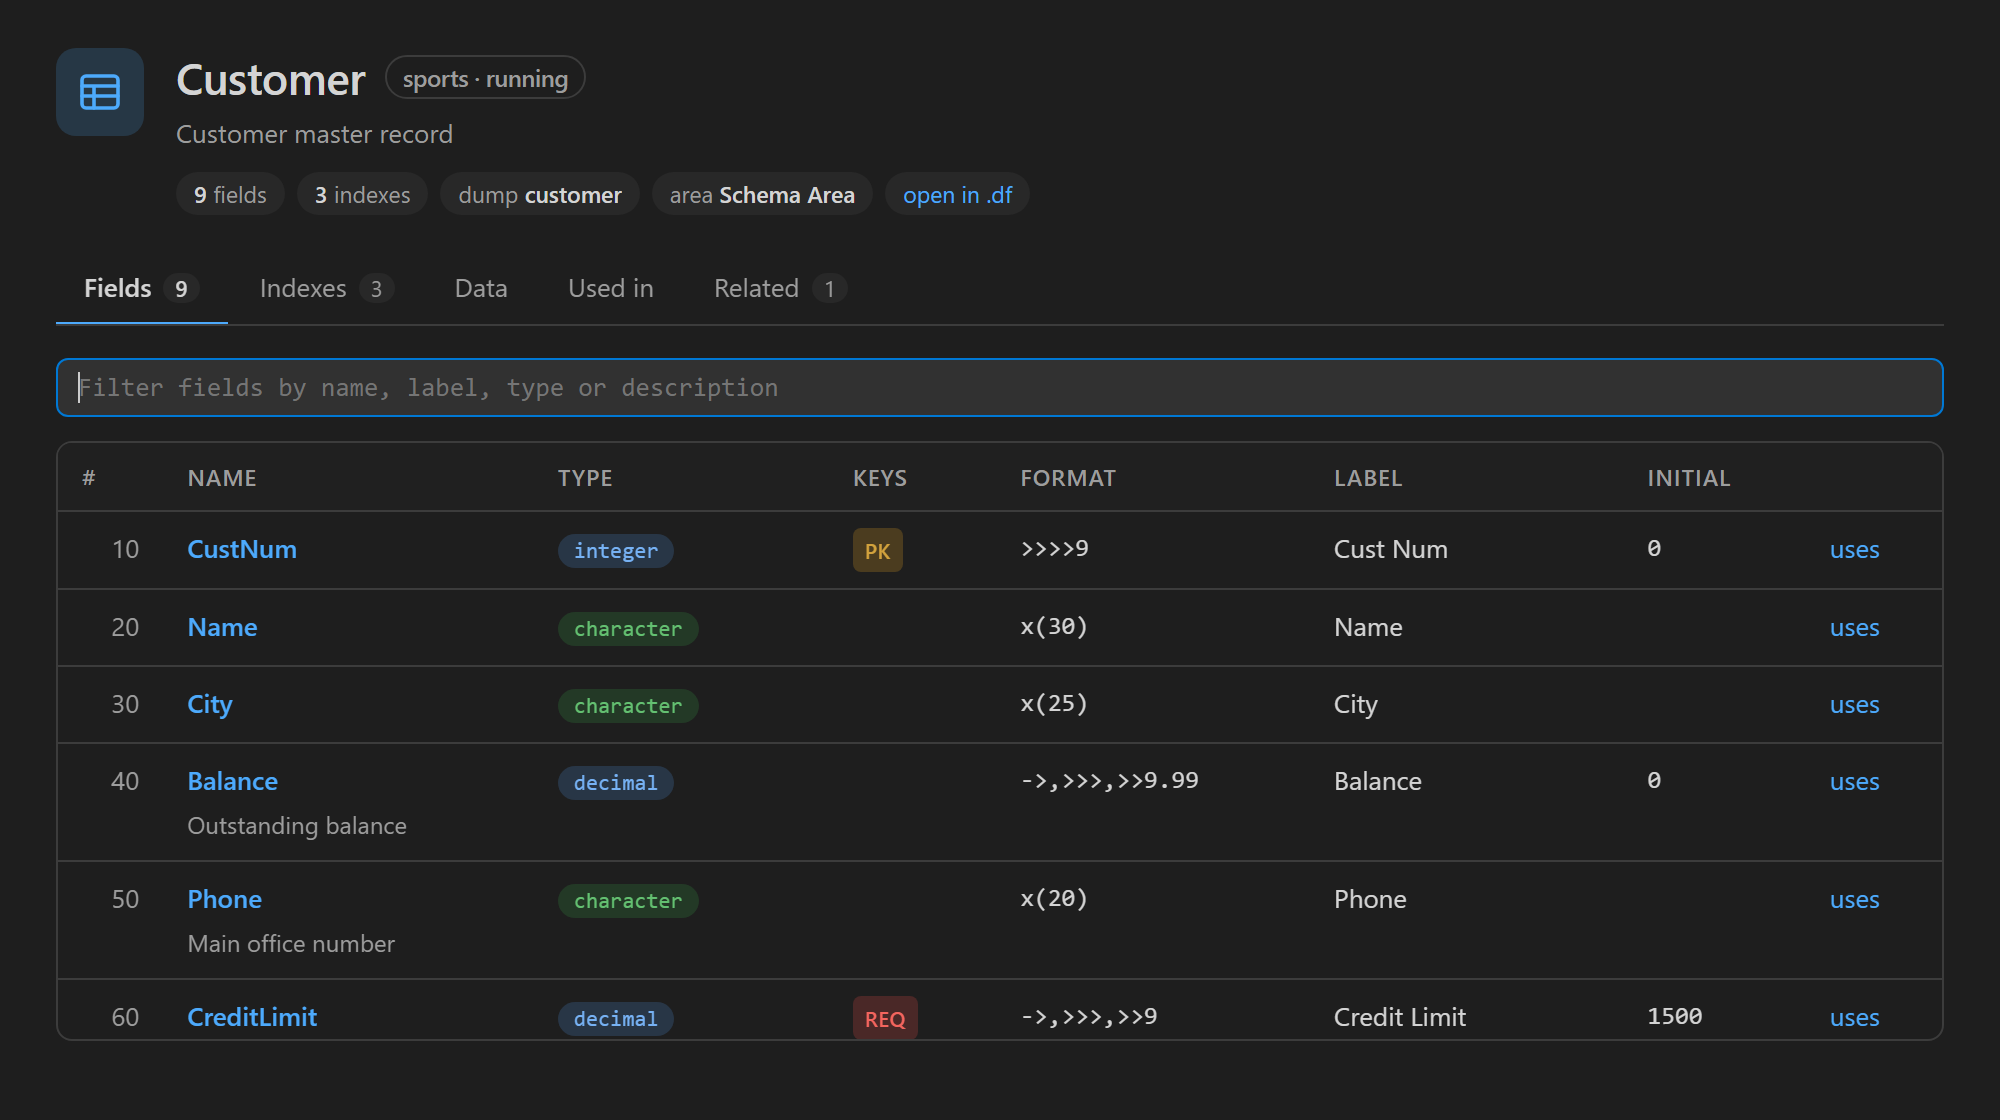 Customer sports · running
Customer master record
9 fields 3 indexes dump customer area Schema Area open in .df
Fields 9 Indexes 3 Data Used in Related 1
Filter fields by name, label, type or description
# NAME TYPE KEYS FORMAT LABEL INITIAL
10 CustNum integer PK >>>>9 Cust Num 0 uses
20 Name character x(30) Name uses
30 City character x(25) City uses
40 Balance decimal ->,>>>,>>9.99 Balance 0 uses
Outstanding balance
50 Phone character x(20) Phone uses
Main office number
60 CreditLimit decimal REQ ->,>>>,>>9 Credit Limit 1500 uses